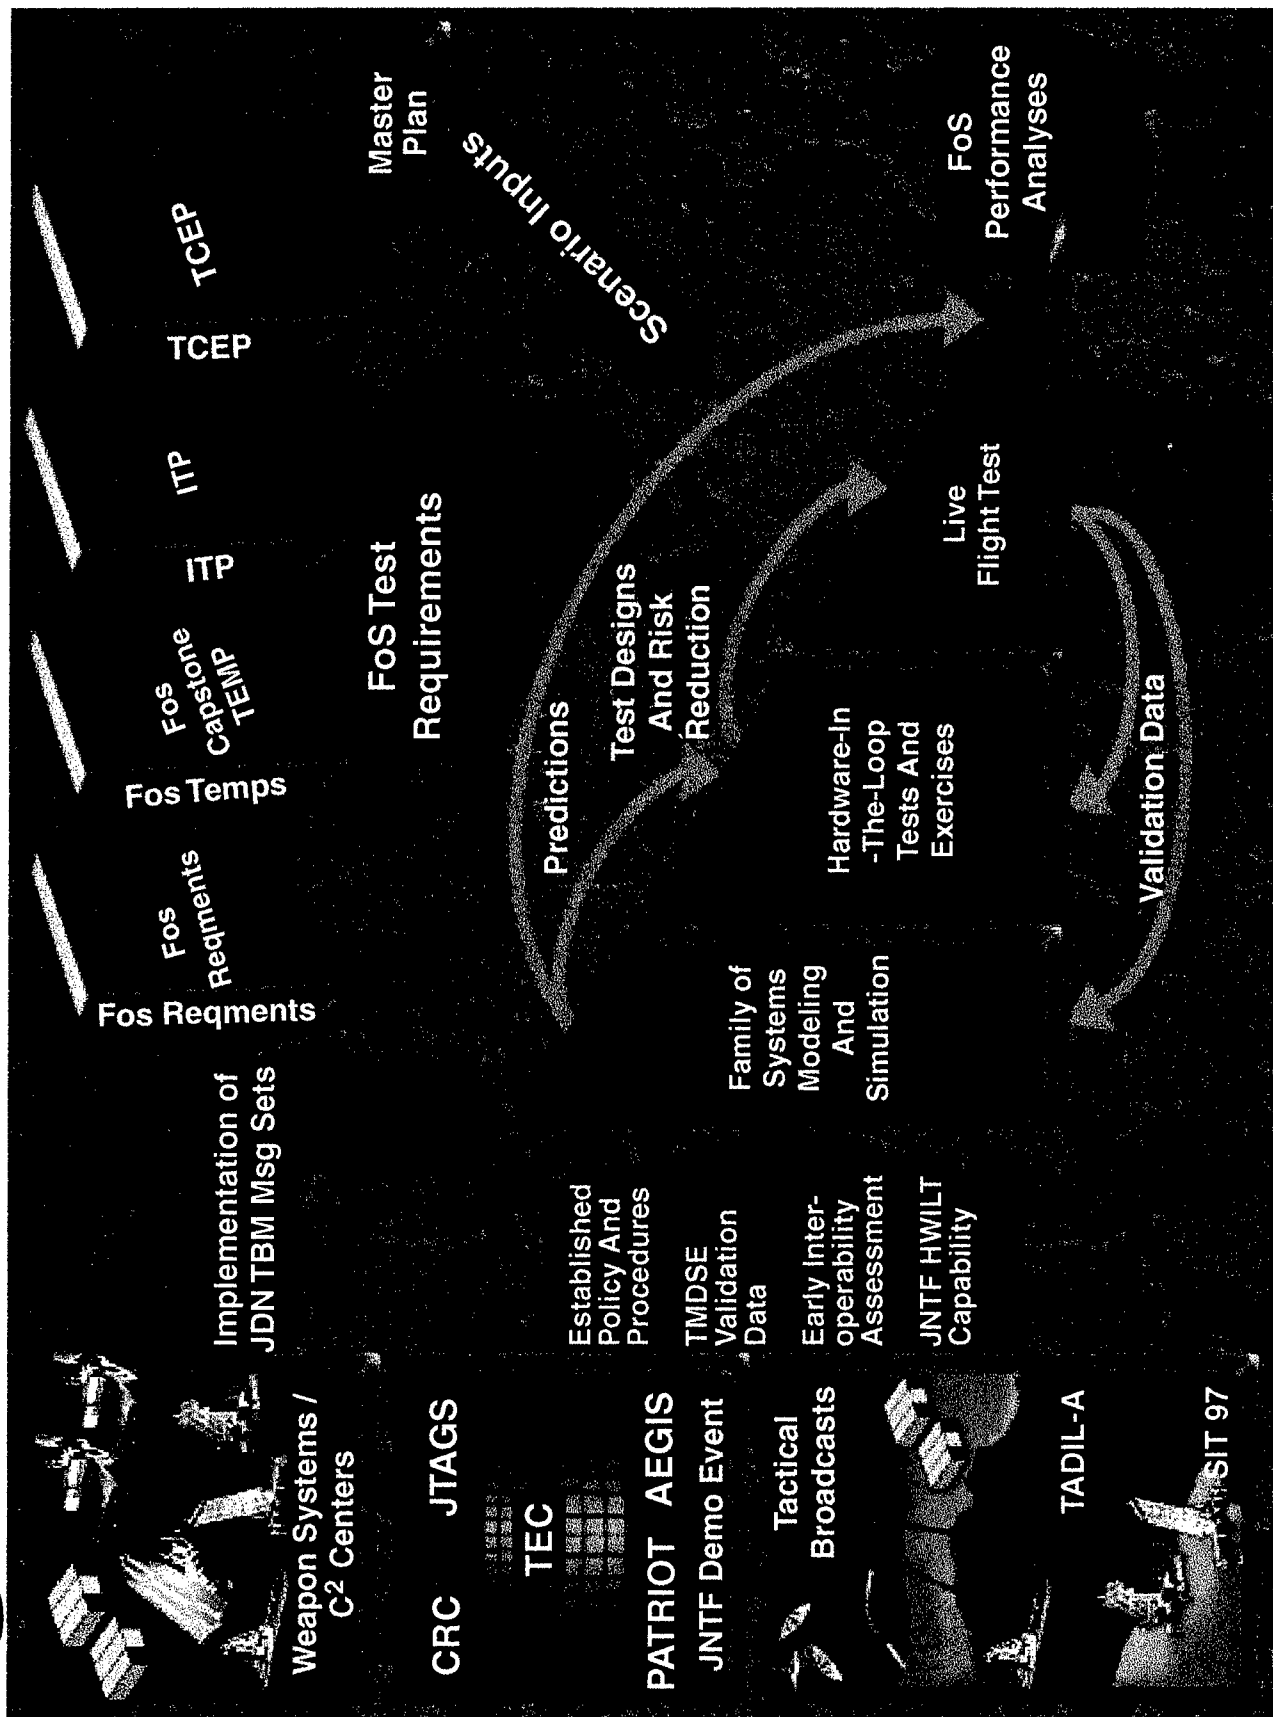 Weapon Systems /
C² Centers
CRC JTAGS
TEC
PATRIOT AEGIS
JNTF Demo Event
Tactical
Broadcasts
TADIL-A
SIT 97
Implementation of
JDN TBM Msg Sets
Established
Policy And
Procedures
TMDSE
Validation
Data
Early Inter-
operability
Assessment
JNTF HWILT
Capability
Fos Reqments
Fos
Reqments
Fos Temps
Fos
Capstone
TEMP
ITP
ITP
TCEP
TCEP
FoS Test
Requirements
Master
Plan
Scenario Inputs
Predictions
Test Designs
And Risk
Reduction
Family of
Systems
Modeling
And
Simulation
Hardware-In
-The-Loop
Tests And
Exercises
Live
Flight Test
FoS
Performance
Analyses
Validation Data